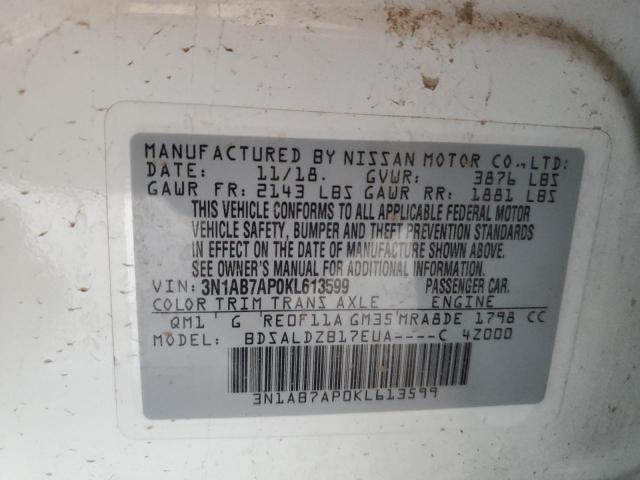 MANUFACTURED BY NISSAN MOTOR CO.,LTD:
DATE: 11/18. GVWR: 3876 LBS
GAWR FR: 2143 LBS GAWR RR: 1881 LBS
THIS VEHICLE CONFORMS TO ALL APPLICABLE FEDERAL MOTOR
VEHICLE SAFETY, BUMPER AND THEFT PREVENTION STANDARDS
IN EFFECT ON THE DATE OF MANUFACTURE SHOWN ABOVE.
SEE OWNER'S MANUAL FOR ADDITIONAL INFORMATION
VIN: 3N1AB7AP0KL613599 PASSENGER CAR.
COLOR TRIM TRANS AXLE ENGINE
QM1 G RE0F11A GM35 MRA8DE 1798 CC
MODEL: BDSALDZB17EUA----C 4Z000
3N1AB7AP0KL613599